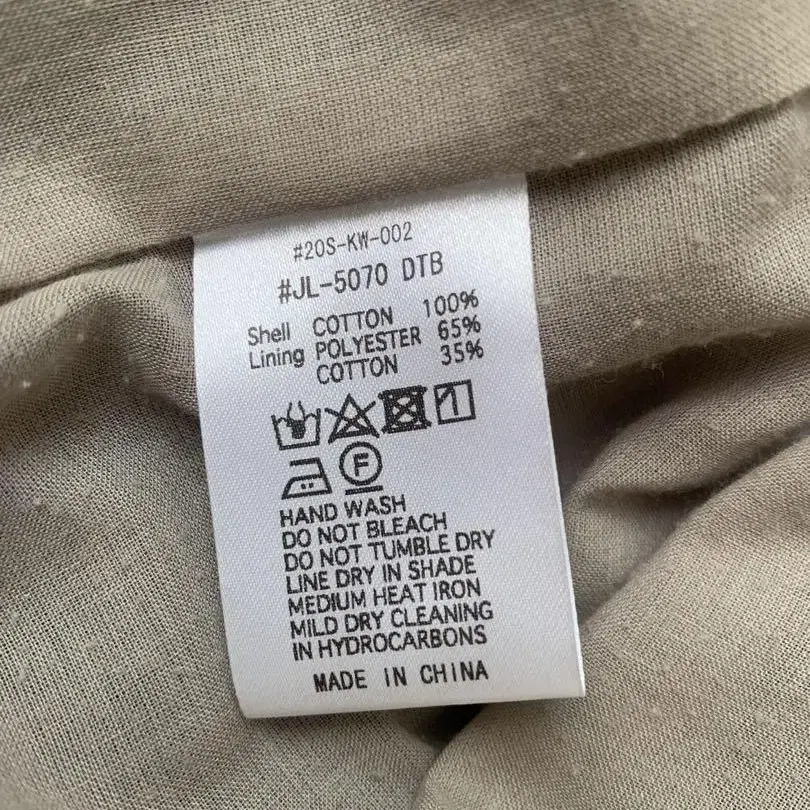 #20S-KW-002
#JL-5070 DTB
Shell COTTON 100%
Lining POLYESTER 65%
COTTON 35%
F
HAND WASH
DO NOT BLEACH
DO NOT TUMBLE DRY
LINE DRY IN SHADE
MEDIUM HEAT IRON
MILD DRY CLEANING
IN HYDROCARBONS
MADE IN CHINA